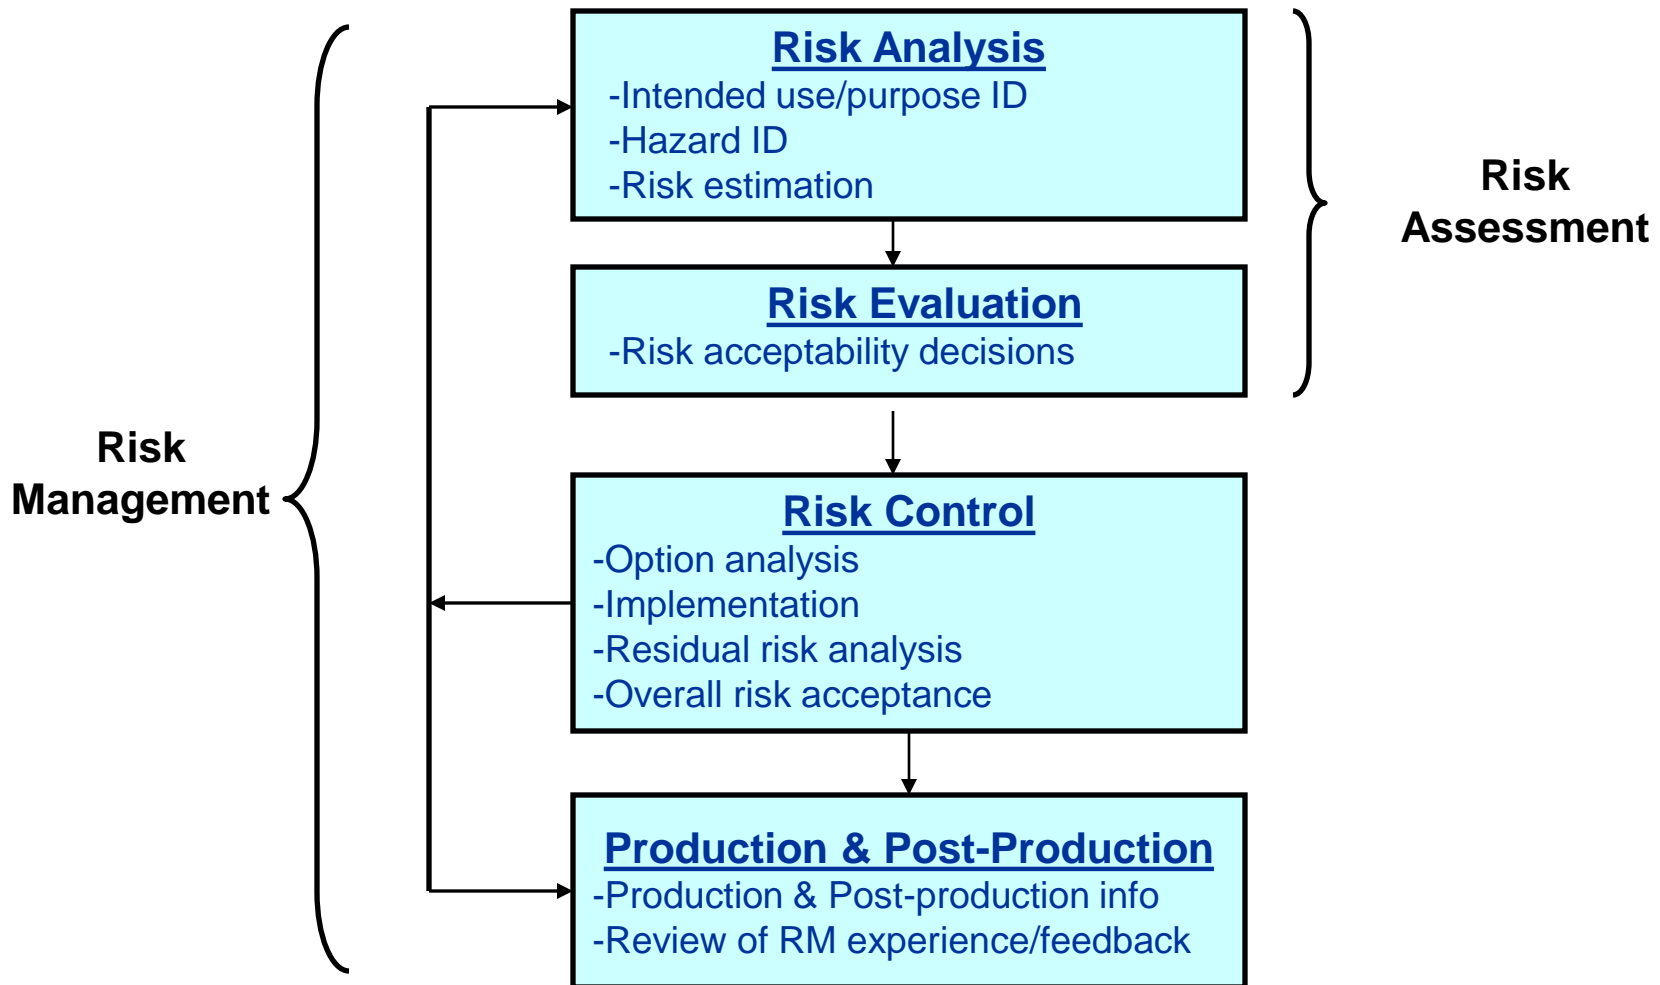 Risk Analysis
-Intended use/purpose ID
-Hazard ID
-Risk estimation
Risk
Assessment
Risk Evaluation
-Risk acceptability decisions
Risk
Management
Risk Control
-Option analysis
-Implementation
-Residual risk analysis
-Overall risk acceptance
Production & Post-Production
-Production & Post-production info
-Review of RM experience/feedback